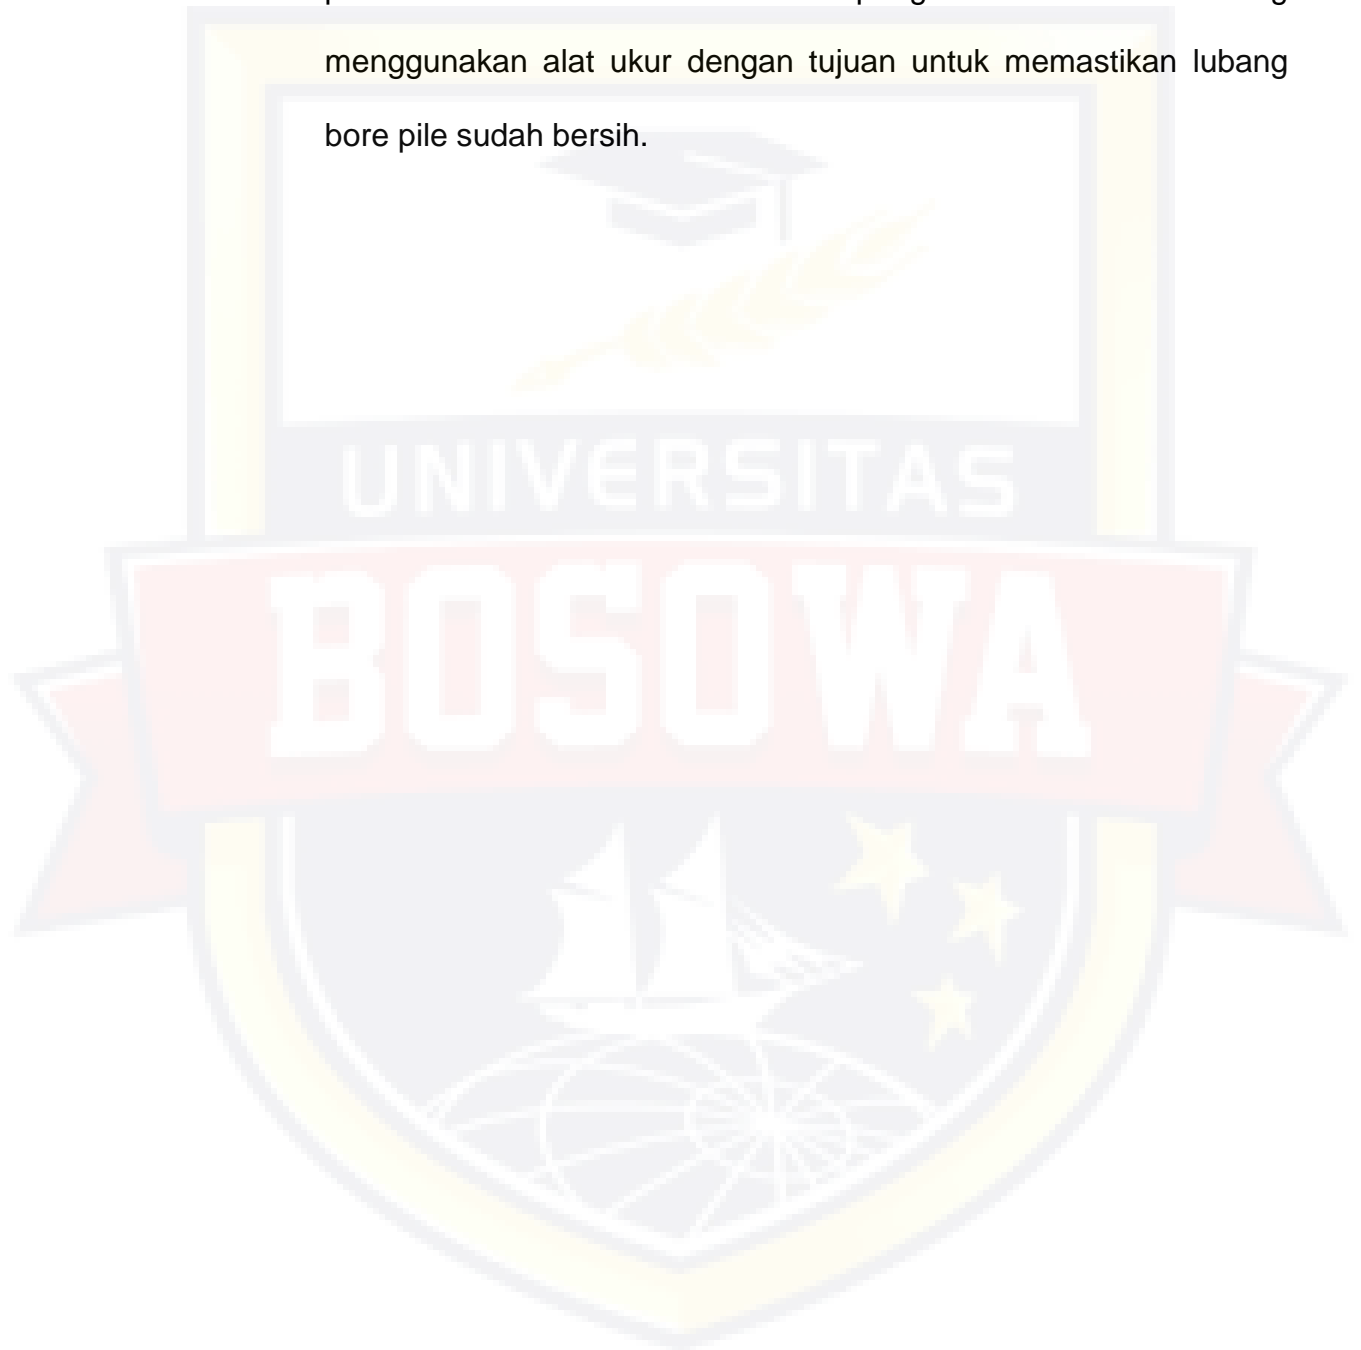 menggunakan alat ukur dengan tujuan untuk memastikan lubang
bore pile sudah bersih.
UNIVERSITAS
BOSOWA